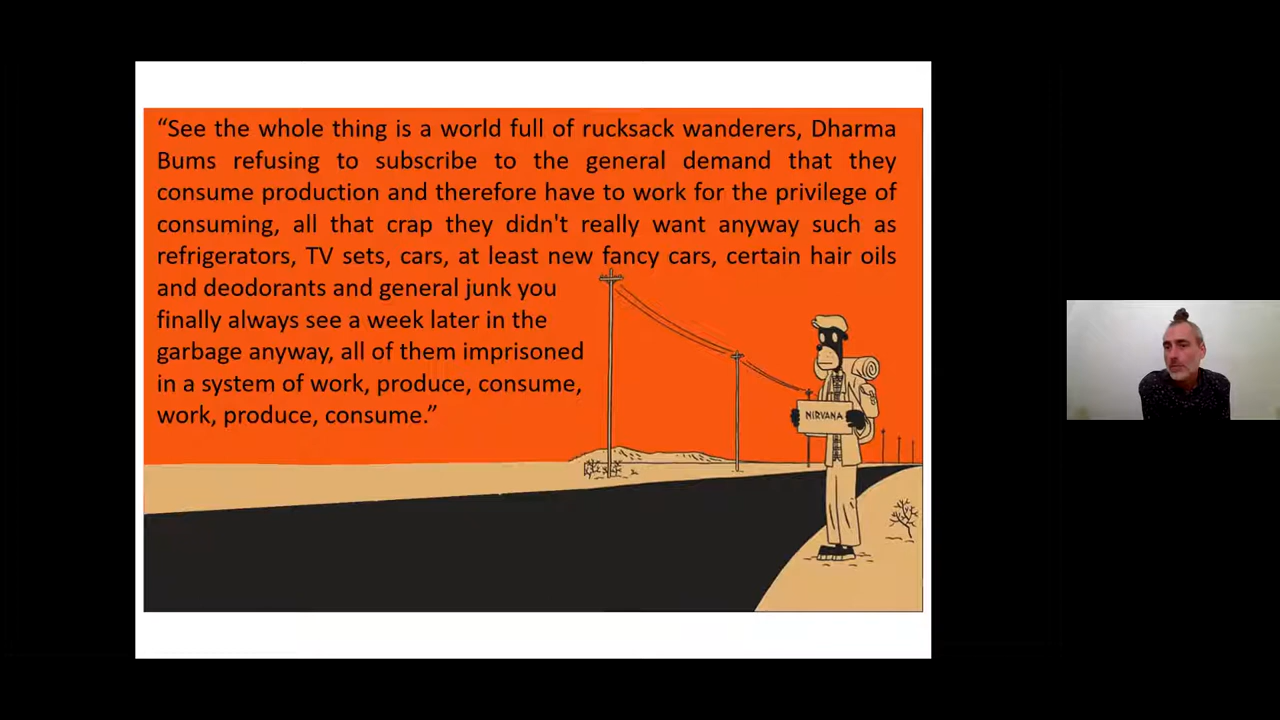 “See the whole thing is a world full of rucksack wanderers, Dharma
Bums refusing to subscribe to the general demand that they
consume production and therefore have to work for the privilege of
consuming, all that crap they didn't really want anyway such as
refrigerators, TV sets, cars, at least new fancy cars, certain hair oils
and deodorants and general junk you
finally always see a week later in the
garbage anyway, all of them imprisoned
in a system of work, produce, consume,
work, produce, consume.”
NIRVANA